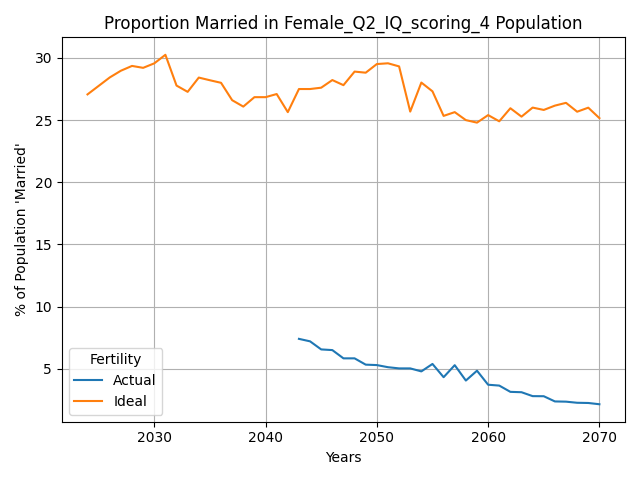 Proportion Married in Female_Q2_IQ_scoring_4 Population
% of Population 'Married'
30
25
20
15
10
5
Fertility
Actual
Ideal
2030
2040
2050
2060
2070
Years